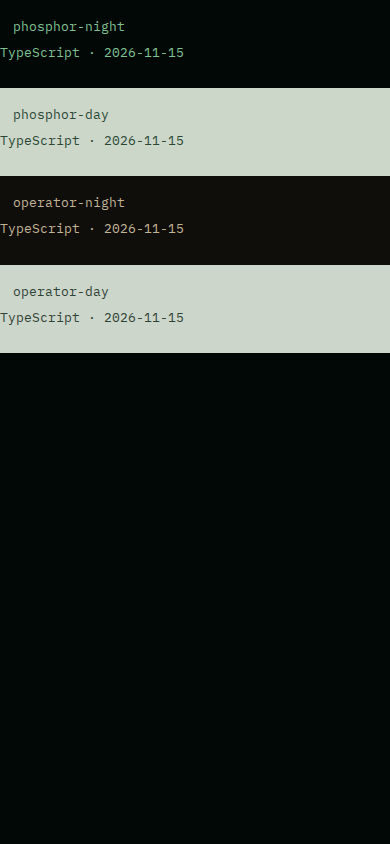 phosphor-night
TypeScript · 2026-11-15
phosphor-day
TypeScript · 2026-11-15
operator-night
TypeScript · 2026-11-15
operator-day
TypeScript · 2026-11-15